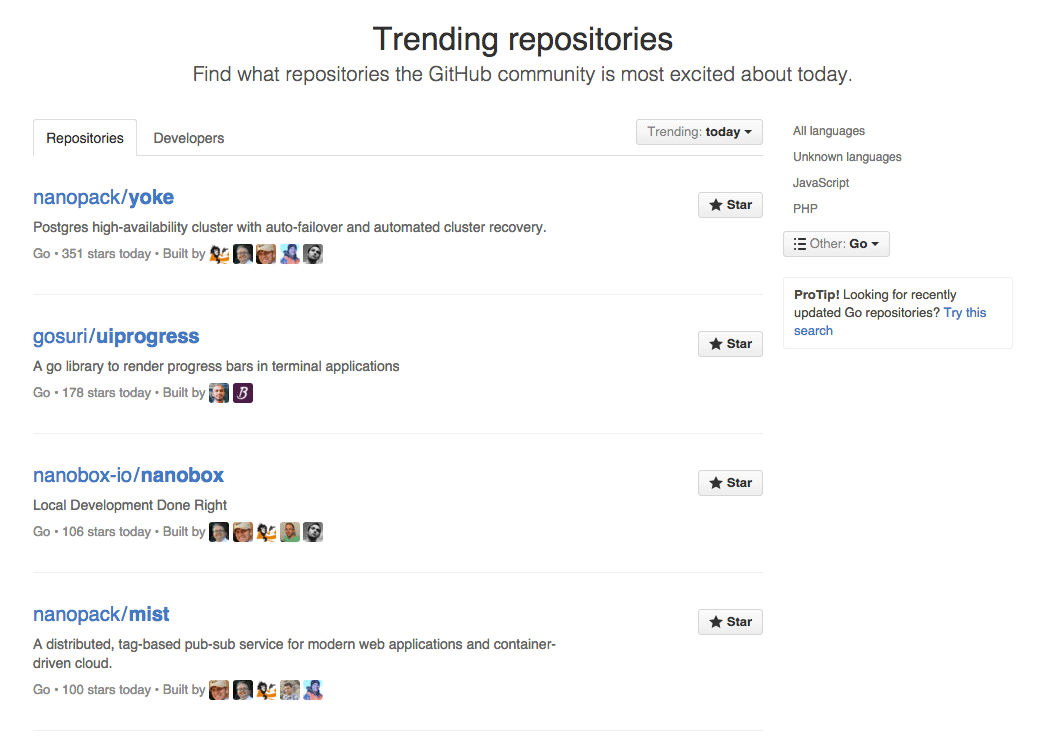 Trending repositories
Find what repositories the GitHub community is most excited about today.
Repositories
Developers
Trending: today
nanopack/yoke
Star
Postgres high-availability cluster with auto-failover and automated cluster recovery.
Go • 351 stars today • Built by
gosuri/uiprogress
Star
A go library to render progress bars in terminal applications
Go • 178 stars today • Built by
B
nanobox-io/nanobox
Star
Local Development Done Right
Go • 106 stars today • Built by
nanopack/mist
Star
A distributed, tag-based pub-sub service for modern web applications and container-
driven cloud.
Go • 100 stars today • Built by
All languages
Unknown languages
JavaScript
PHP
Other: Go
ProTip! Looking for recently
updated Go repositories? Try this
search